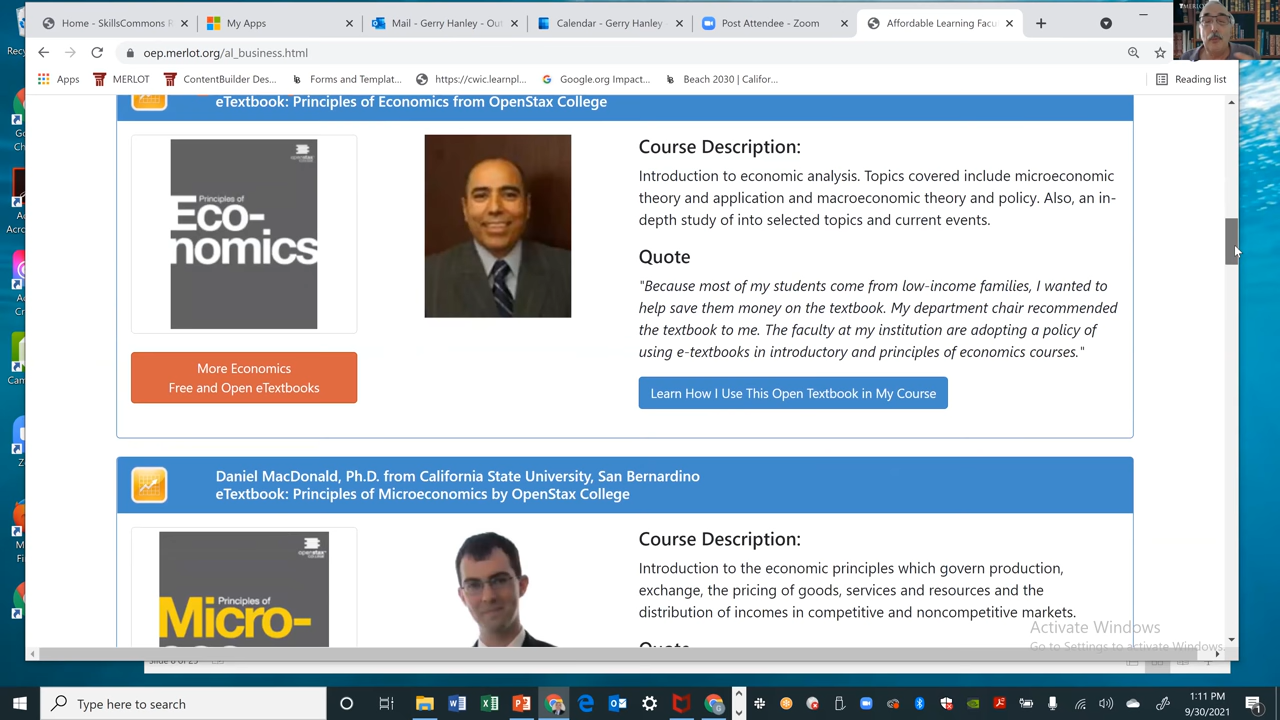 Home - SkillsCommons R
My Apps
Mail - Gerry Hanley - Out
Calendar - Gerry Hanley
Post Attendee - Zoom
Affordable Learning Facu
oep.merlot.org/al_business.html
Apps
MERLOT
ContentBuilder Des...
Forms and Templat...
https://cwic.learnpl...
Google.org Impact...
Beach 2030 | Califor...
Reading list
eTextbook: Principles of Economics from OpenStax College
openstax
Principles of
Eco-
nomics
More Economics
Free and Open eTextbooks
Course Description:
Introduction to economic analysis. Topics covered include microeconomic
theory and application and macroeconomic theory and policy. Also, an in-
depth study of into selected topics and current events.
Quote
"Because most of my students come from low-income families, I wanted to
help save them money on the textbook. My department chair recommended
the textbook to me. The faculty at my institution are adopting a policy of
using e-textbooks in introductory and principles of economics courses."
Learn How I Use This Open Textbook in My Course
Daniel MacDonald, Ph.D. from California State University, San Bernardino
eTextbook: Principles of Microeconomics by OpenStax College
openstax
Principles of
Micro-
Course Description:
Introduction to the economic principles which govern production,
exchange, the pricing of goods, services and resources and the
distribution of incomes in competitive and noncompetitive markets.
Quote
Activate Windows
Go to Settings to activate Windows.
Type here to search
1:11 PM
9/30/2021